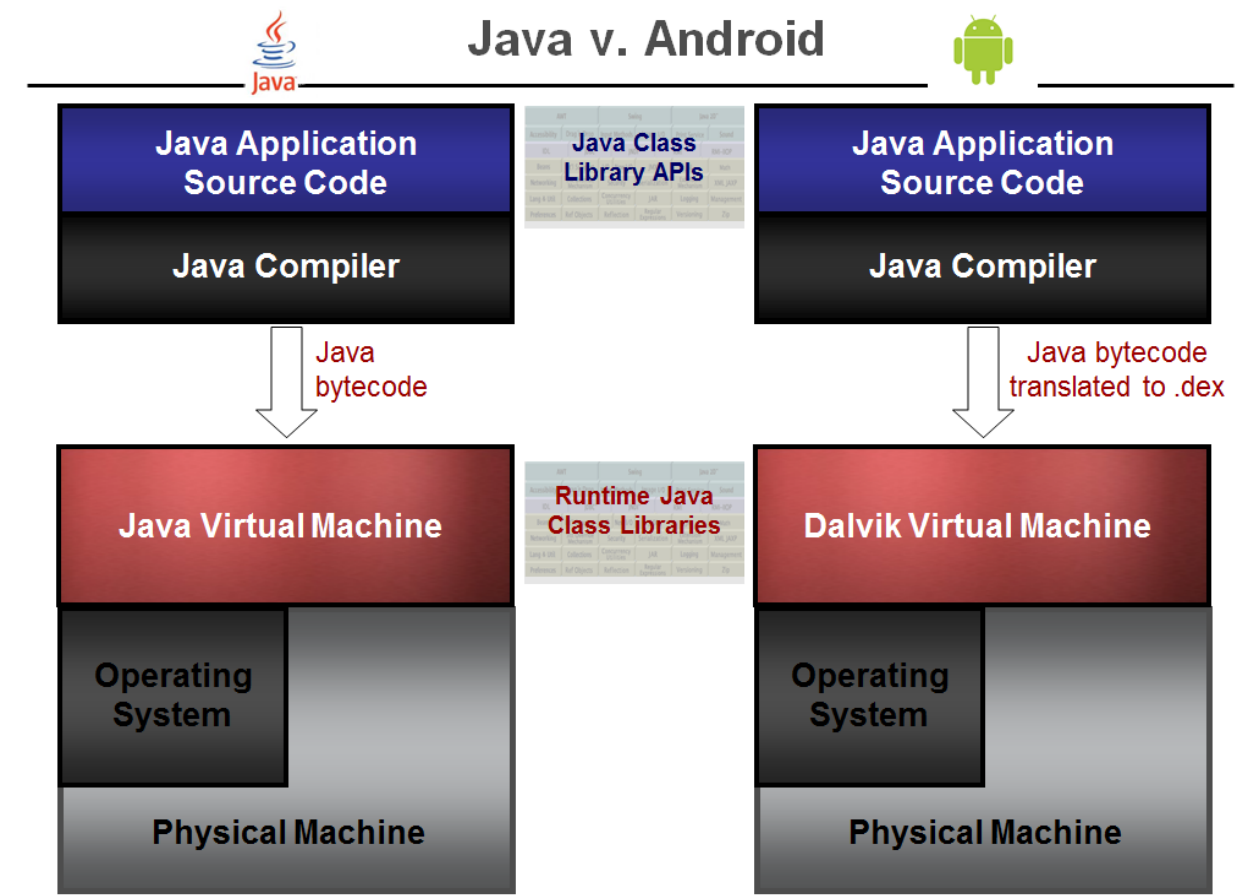 Java v. Android
Java
Java Application
Source Code
Java Compiler
Java
bytecode
Java Virtual Machine
Operating
System
Physical Machine
Java Class
Library APIs
Runtime Java
Class Libraries
Java Application
Source Code
Java Compiler
Java bytecode
translated to .dex
Dalvik Virtual Machine
Operating
System
Physical Machine